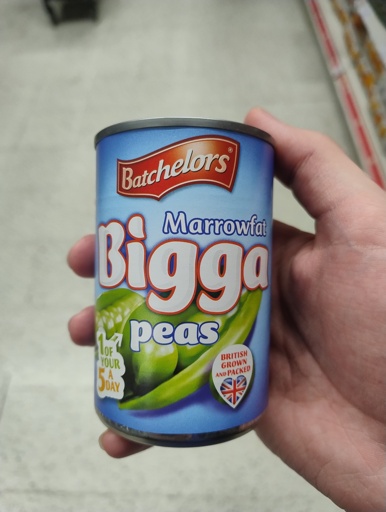 Batchelors®
Marrowfat
Bigga
peas
1
OF
YOUR
5 A
DAY
BRITISH
GROWN
AND PACKED